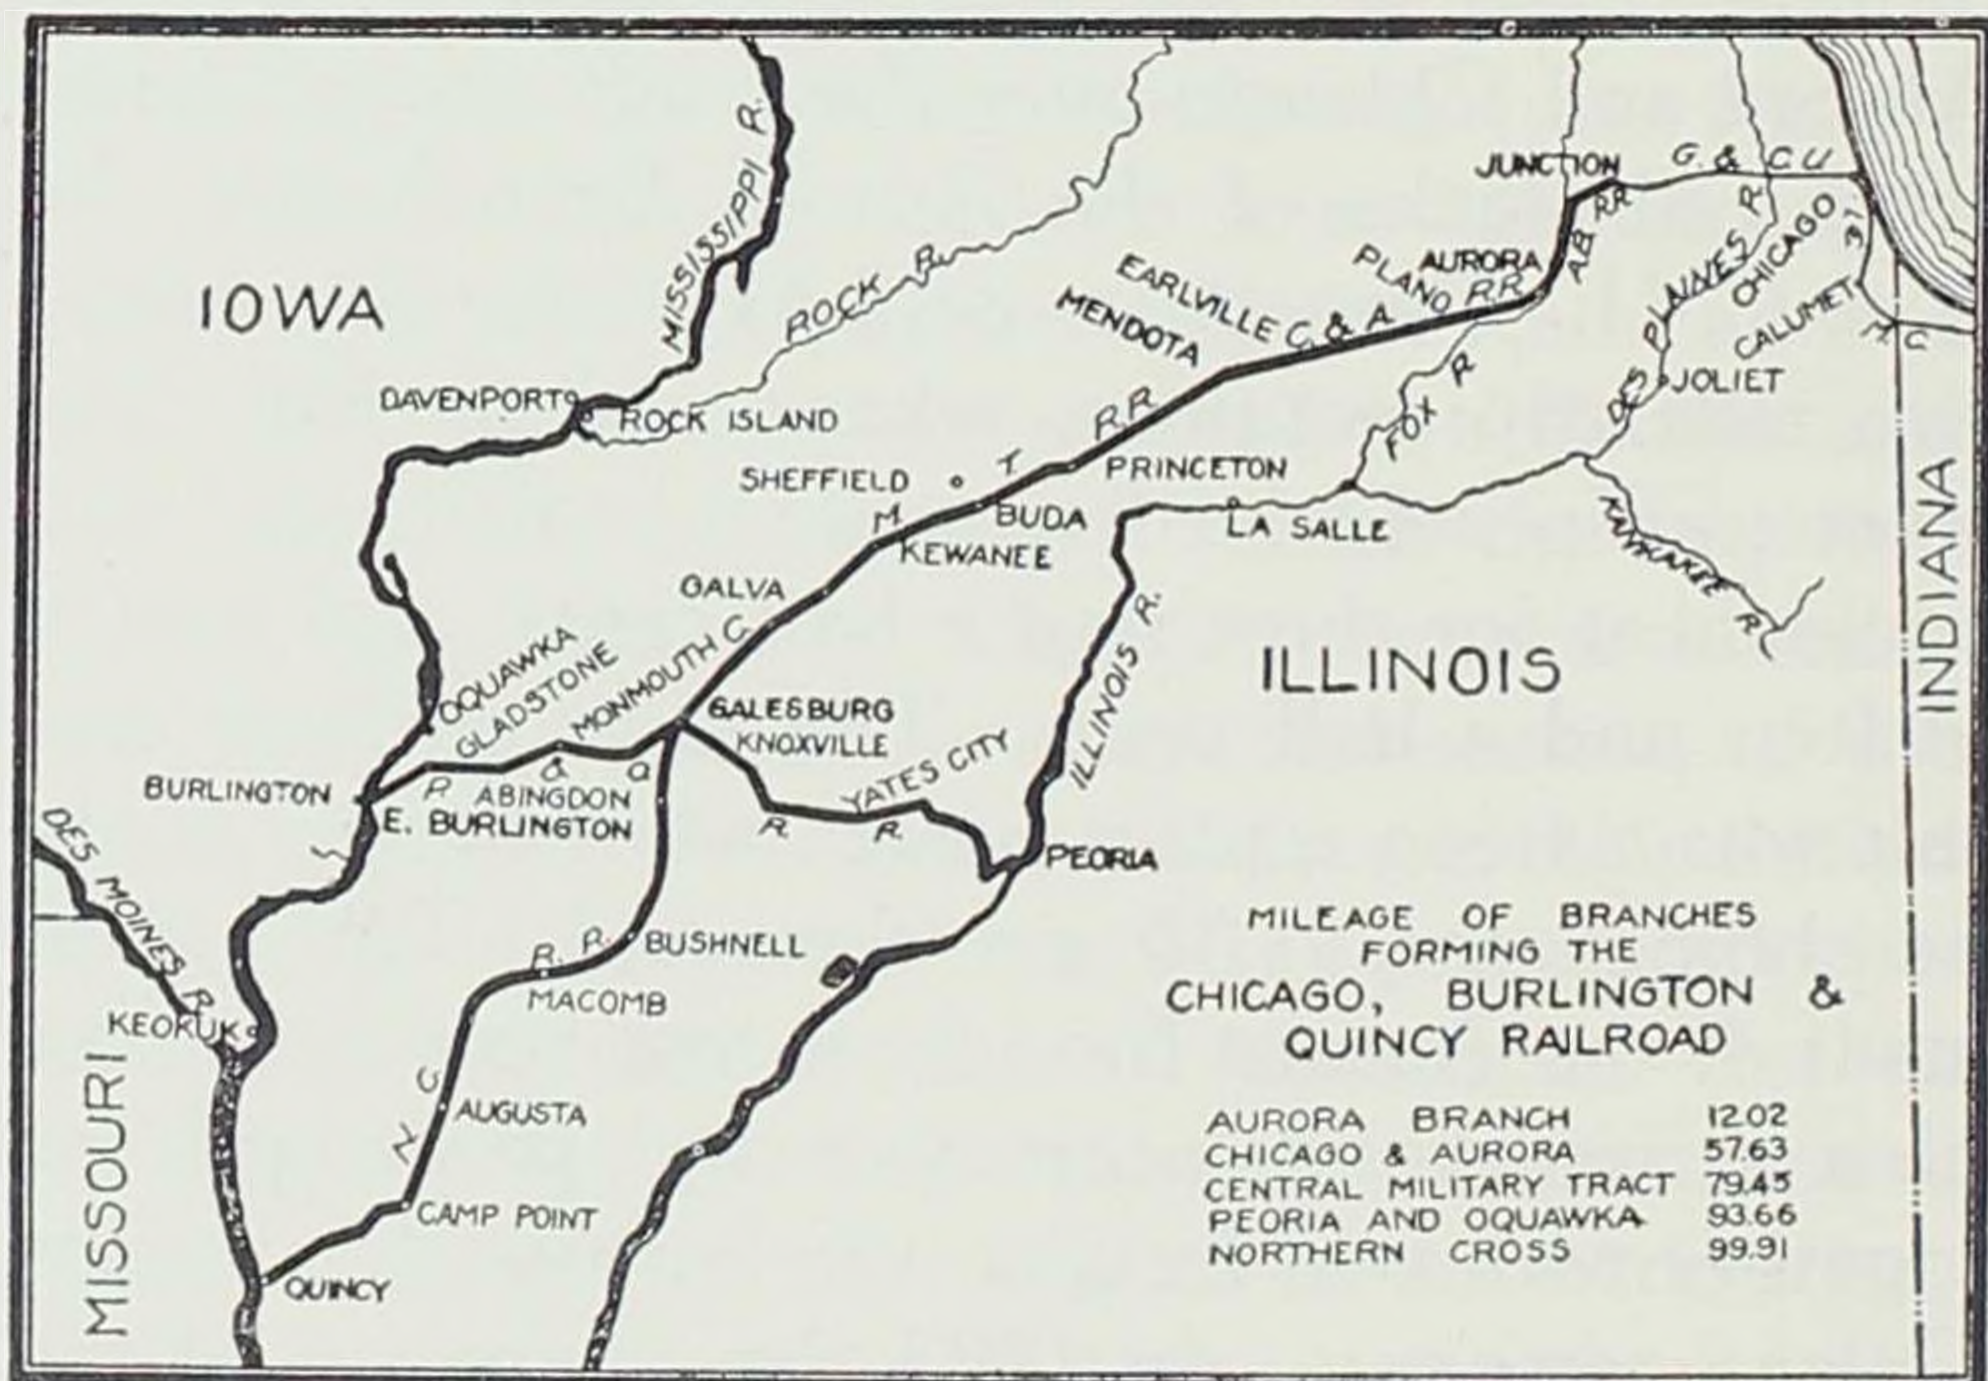 IOWA
MISSISSIPPI R.
ROCK R.
DAVENPORT
ROCK ISLAND
JUNCTION
G. & C U
R.R.
AB
AURORA
PLANO
R.R.
C. & A
EARLVILLE
MENDOTA
DES PLAINES R.
CHICAGO
31
CALUMET
M. C
JOLIET
FOX R
SHEFFIELD
R.R.
T
M
PRINCETON
BUDA
KEWANEE
LA SALLE
KANKAKEE R.
INDIANA
GALVA
C.
ILLINOIS R.
ILLINOIS
OQUAWKA
GLADSTONE
MONMOUTH
GALESBURG
KNOXVILLE
YATES CITY
R. R.
BURLINGTON
P. & O
ABINGDON
E. BURLINGTON
PEORIA
DES MOINES R.
KEOKUK
BUSHNELL
R. R.
MACOMB
N C
AUGUSTA
CAMP POINT
QUINCY
MISSOURI
MILEAGE OF BRANCHES
FORMING THE
CHICAGO, BURLINGTON &
QUINCY RAILROAD
AURORA BRANCH 12.02
CHICAGO & AURORA 57.63
CENTRAL MILITARY TRACT 79.45
PEORIA AND OQUAWKA 93.66
NORTHERN CROSS 99.91